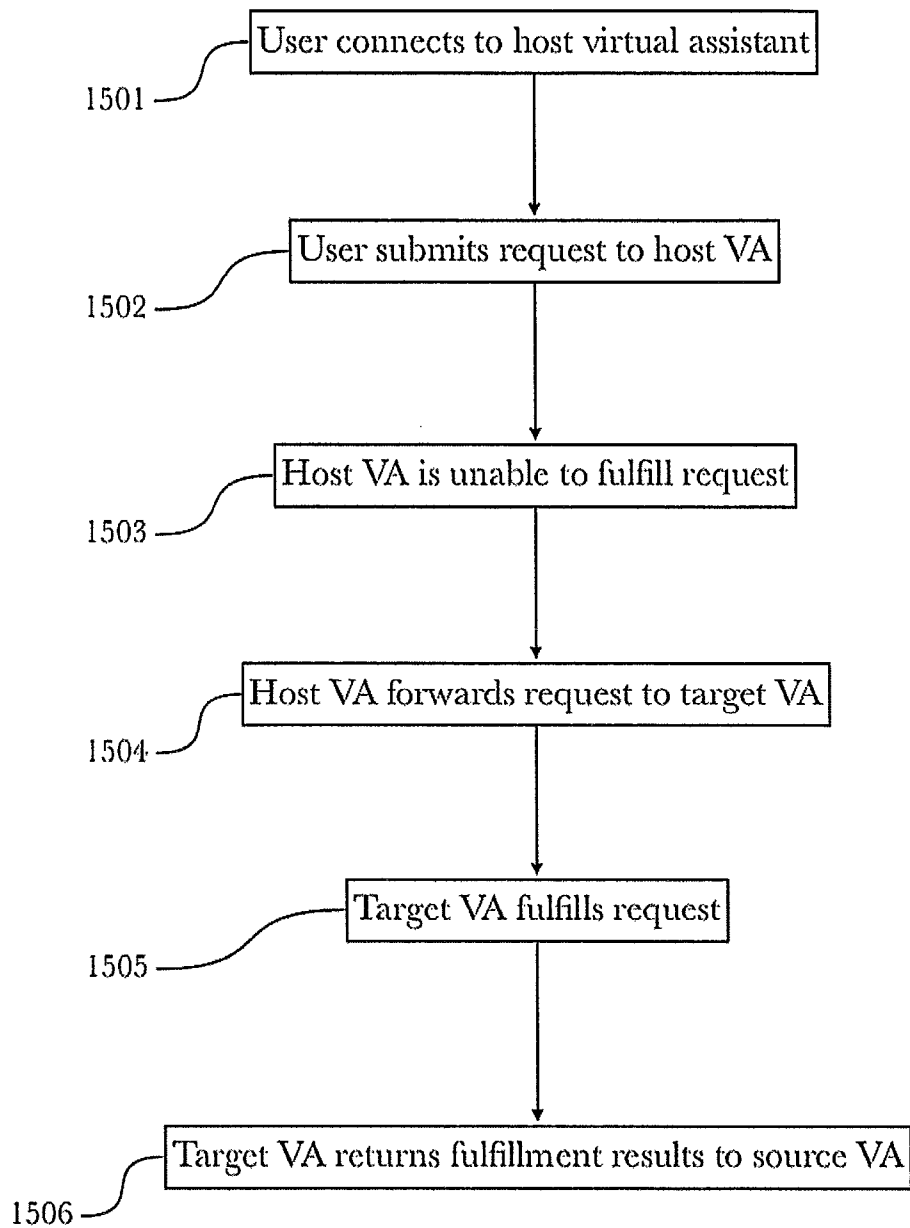 User connects to host virtual assistant
1501
User submits request to host VA
1502
Host VA is unable to fulfill request
1503
Host VA forwards request to target VA
1504
Target VA fulfills request
1505
Target VA returns fulfillment results to source VA
1506